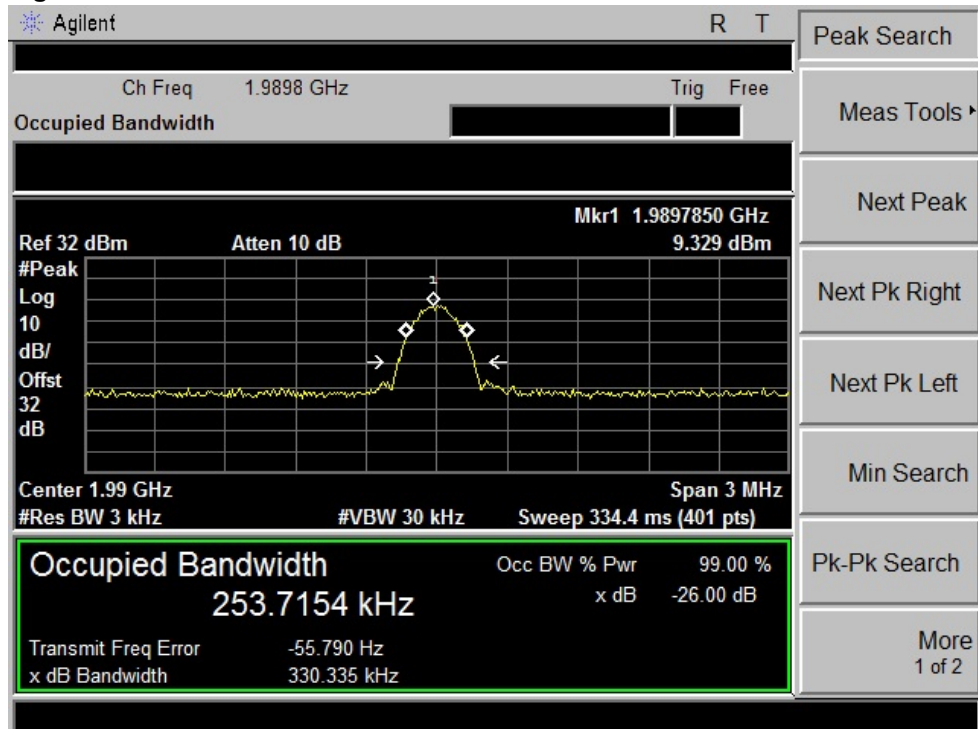 Agilent R T
Peak Search
Ch Freq 1.9898 GHz Trig Free
Occupied Bandwidth
Meas Tools
Mkr1 1.9897850 GHz
Ref 32 dBm Atten 10 dB 9.329 dBm
#Peak
Log
10
dB/
Offst
32
dB
1
Center 1.99 GHz Span 3 MHz
#Res BW 3 kHz #VBW 30 kHz Sweep 334.4 ms (401 pts)
Occupied Bandwidth Occ BW % Pwr 99.00 %
253.7154 kHz x dB -26.00 dB
Transmit Freq Error -55.790 Hz
x dB Bandwidth 330.335 kHz
Next Peak
Next Pk Right
Next Pk Left
Min Search
Pk-Pk Search
More
1 of 2